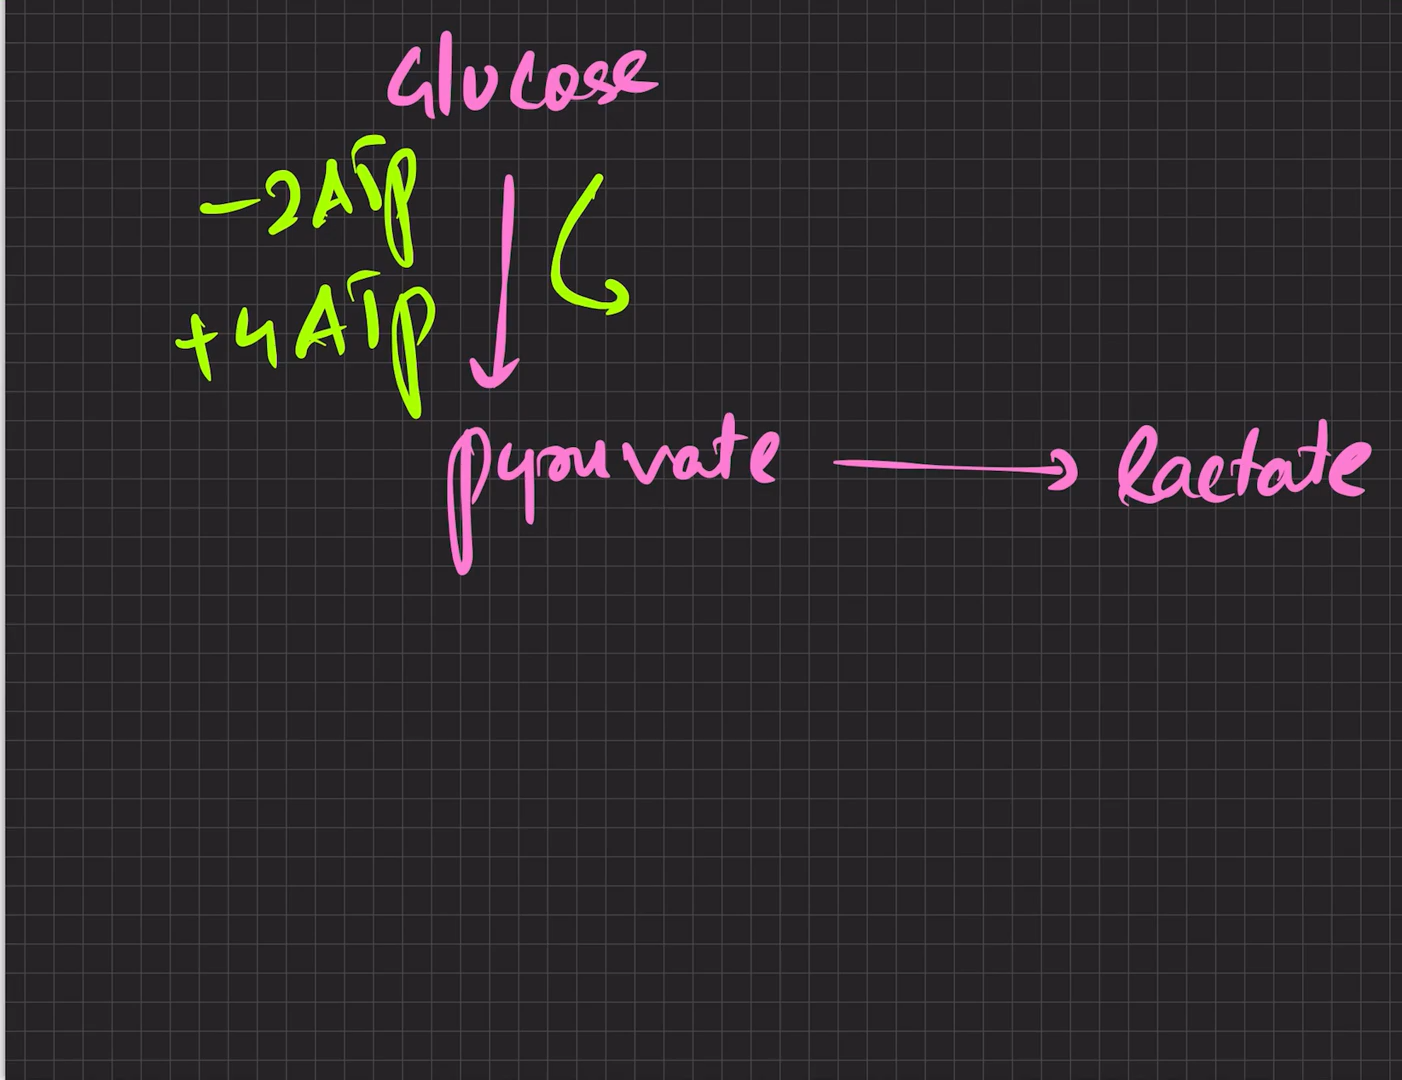 Glucose
-2ATP
+4ATP
pyruvate → lactate